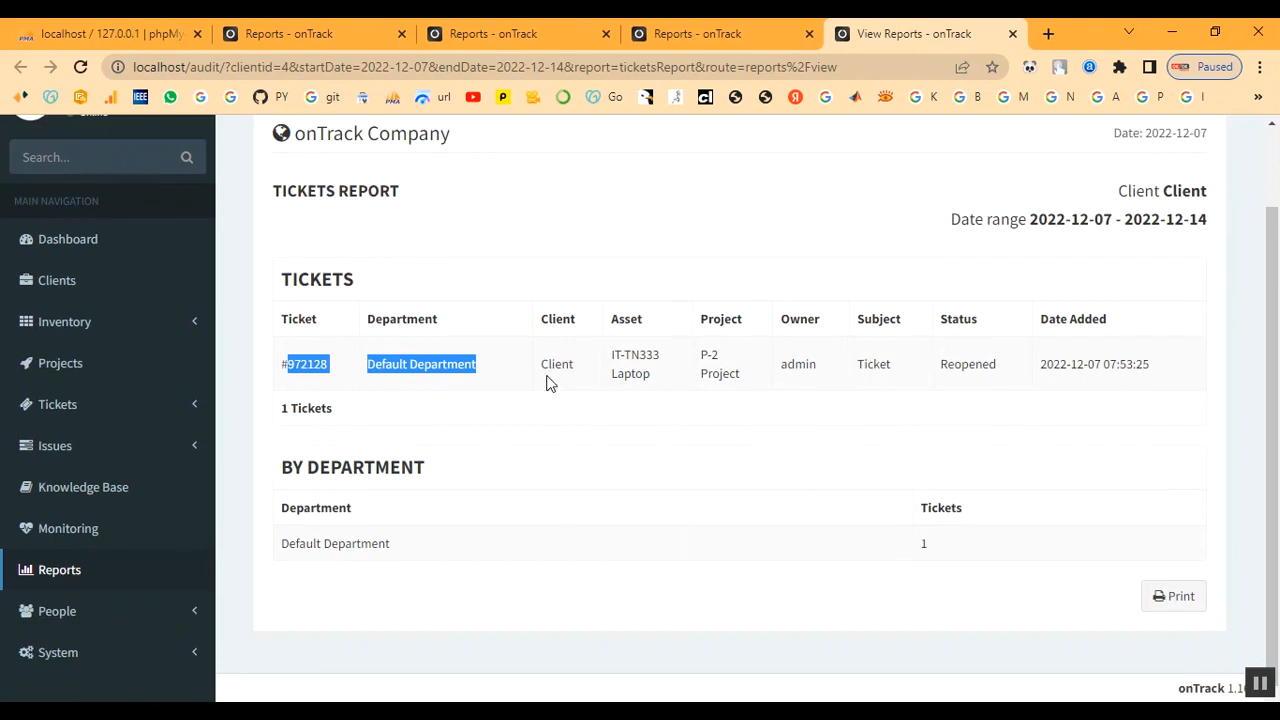 localhost / 127.0.0.1 | phpMy
Reports - onTrack
Reports - onTrack
Reports - onTrack
View Reports - onTrack
localhost/audit/?clientid=4&startDate=2022-12-07&endDate=2022-12-14&report=ticketsReport&route=reports%2Fview
Paused
PY
git
url
Go
K
B
M
N
A
P
I
onTrack Company
Date: 2022-12-07
Search...
MAIN NAVIGATION
Dashboard
Clients
Inventory
Projects
Tickets
Issues
Knowledge Base
Monitoring
Reports
People
System
TICKETS REPORT
Client Client
Date range 2022-12-07 - 2022-12-14
TICKETS
Ticket Department Client Asset Project Owner Subject Status Date Added
#972128 Default Department Client IT-TN333 Laptop P-2 Project admin Ticket Reopened 2022-12-07 07:53:25
1 Tickets
BY DEPARTMENT
Department Tickets
Default Department 1
Print
onTrack